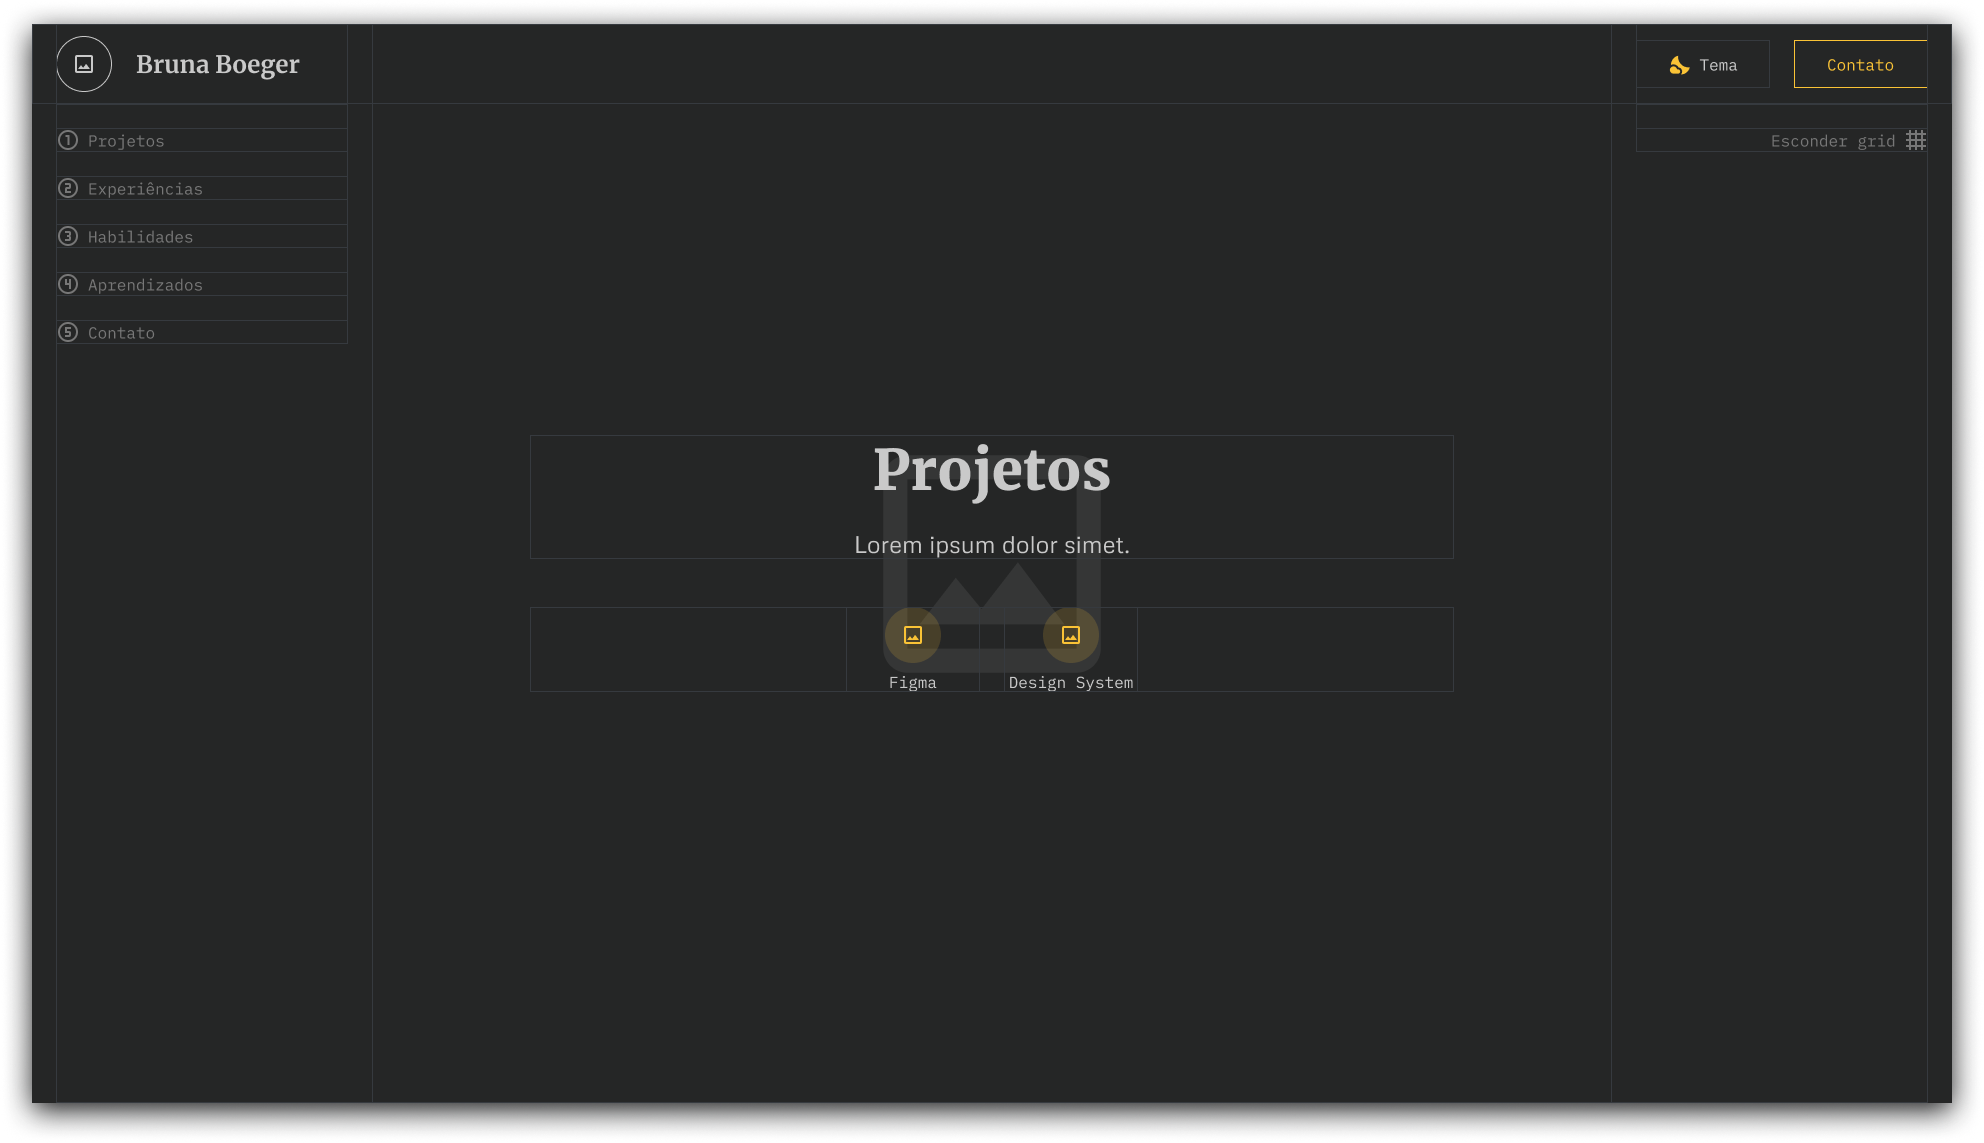 Bruna Boeger
Tema
Contato
1 Projetos
2 Experiências
3 Habilidades
4 Aprendizados
5 Contato
Esconder grid
Projetos
Lorem ipsum dolor simet.
Figma
Design System